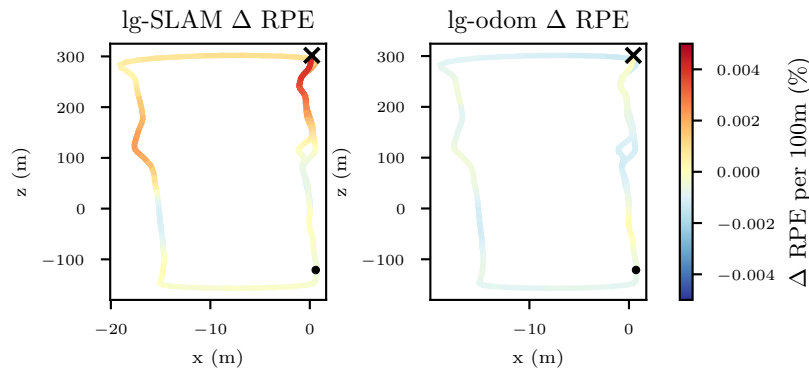 lg-SLAM Δ RPE
lg-odom Δ RPE
300
200
100
0
−100
z (m)
−20
−10
0
x (m)
300
200
100
0
−100
z (m)
−10
0
x (m)
0.004
0.002
0.000
−0.002
−0.004
Δ RPE per 100m (%)